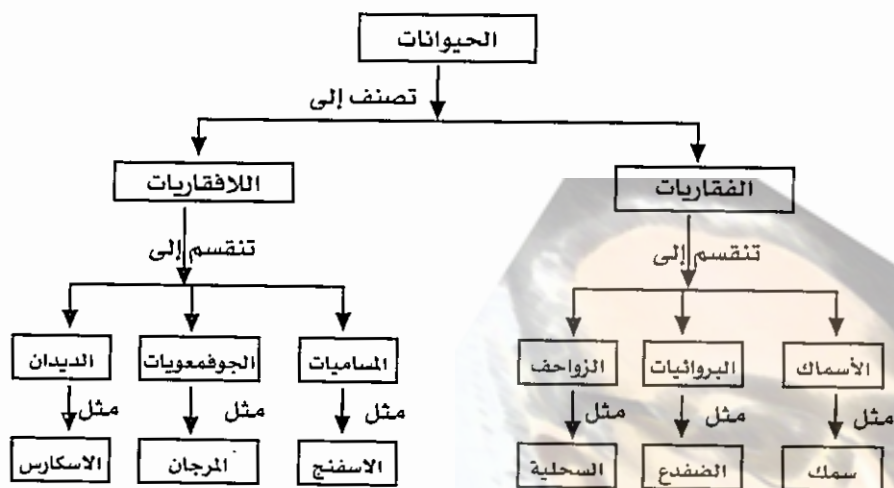 الحيوانات
تصنف إلى
الفقاريات
اللافقاريات
تنقسم إلى
تنقسم إلى
الأسماك
البروائيات
الزواحف
المساميات
الجوفمعويات
الديدان
مثل
مثل
مثل
مثل
مثل
مثل
سمك
الضفدع
السحلية
الاسفنج
المرجان
الاسكارس